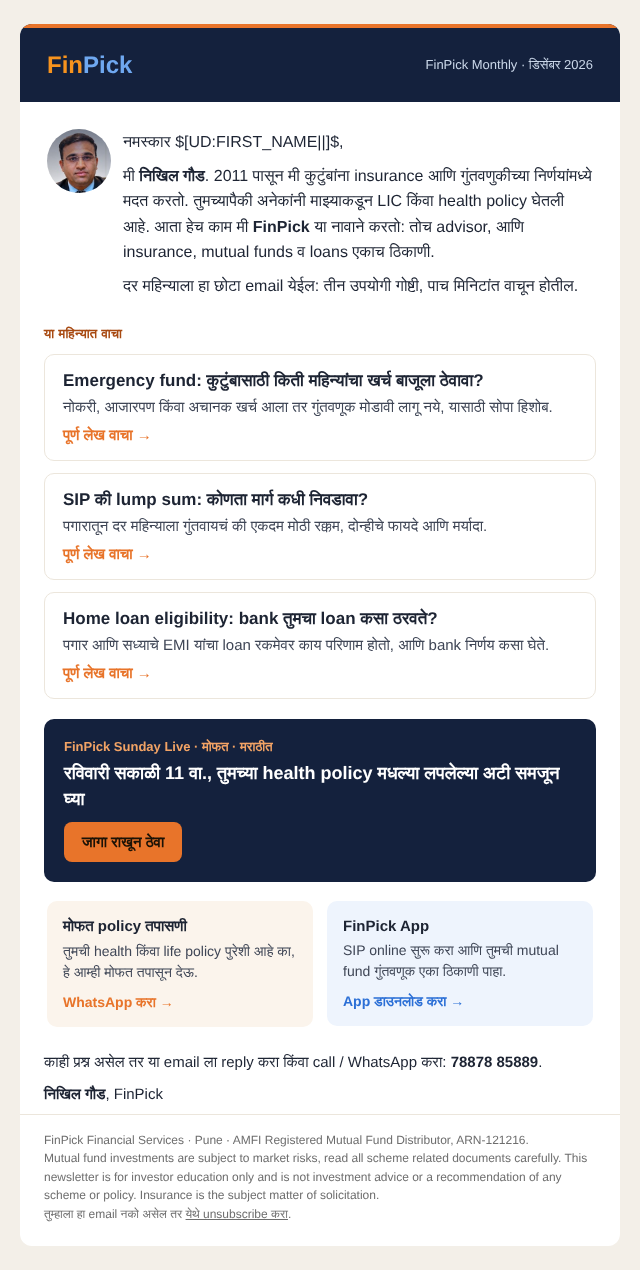 FinPick
FinPick Monthly · डिसेंबर 2026
नमस्कार $[UD:FIRST_NAME||]$,
मी निखिल गौड. 2011 पासून मी कुटुंबांना insurance आणि गुंतवणुकीच्या निर्णयांमध्ये
मदत करतो. तुमच्यापैकी अनेकांनी माझ्याकडून LIC किंवा health policy घेतली
आहे. आता हेच काम मी FinPick या नावाने करतो: तोच advisor, आणि
insurance, mutual funds व loans एकाच ठिकाणी.
दर महिन्याला हा छोटा email येईल: तीन उपयोगी गोष्टी, पाच मिनिटांत वाचून होतील.
या महिन्यात वाचा
Emergency fund: कुटुंबासाठी किती महिन्यांचा खर्च बाजूला ठेवावा?
नोकरी, आजारपण किंवा अचानक खर्च आला तर गुंतवणूक मोडावी लागू नये, यासाठी सोपा हिशोब.
पूर्ण लेख वाचा →
SIP की lump sum: कोणता मार्ग कधी निवडावा?
पगारातून दर महिन्याला गुंतवायचं की एकदम मोठी रक्कम, दोन्हीचे फायदे आणि मर्यादा.
पूर्ण लेख वाचा →
Home loan eligibility: bank तुमचा loan कसा ठरवते?
पगार आणि सध्याचे EMI यांचा loan रकमेवर काय परिणाम होतो, आणि bank निर्णय कसा घेते.
पूर्ण लेख वाचा →
FinPick Sunday Live · मोफत · मराठीत
रविवारी सकाळी 11 वा., तुमच्या health policy मधल्या लपलेल्या अटी समजून
घ्या
जागा राखून ठेवा
मोफत policy तपासणी
तुमची health किंवा life policy पुरेशी आहे का,
हे आम्ही मोफत तपासून देऊ.
WhatsApp करा →
FinPick App
SIP online सुरू करा आणि तुमची mutual
fund गुंतवणूक एका ठिकाणी पाहा.
App डाउनलोड करा →
काही प्रश्न असेल तर या email ला reply करा किंवा call / WhatsApp करा: 78878 85889.
निखिल गौड, FinPick
FinPick Financial Services · Pune · AMFI Registered Mutual Fund Distributor, ARN-121216.
Mutual fund investments are subject to market risks, read all scheme related documents carefully. This
newsletter is for investor education only and is not investment advice or a recommendation of any
scheme or policy. Insurance is the subject matter of solicitation.
तुम्हाला हा email नको असेल तर येथे unsubscribe करा.